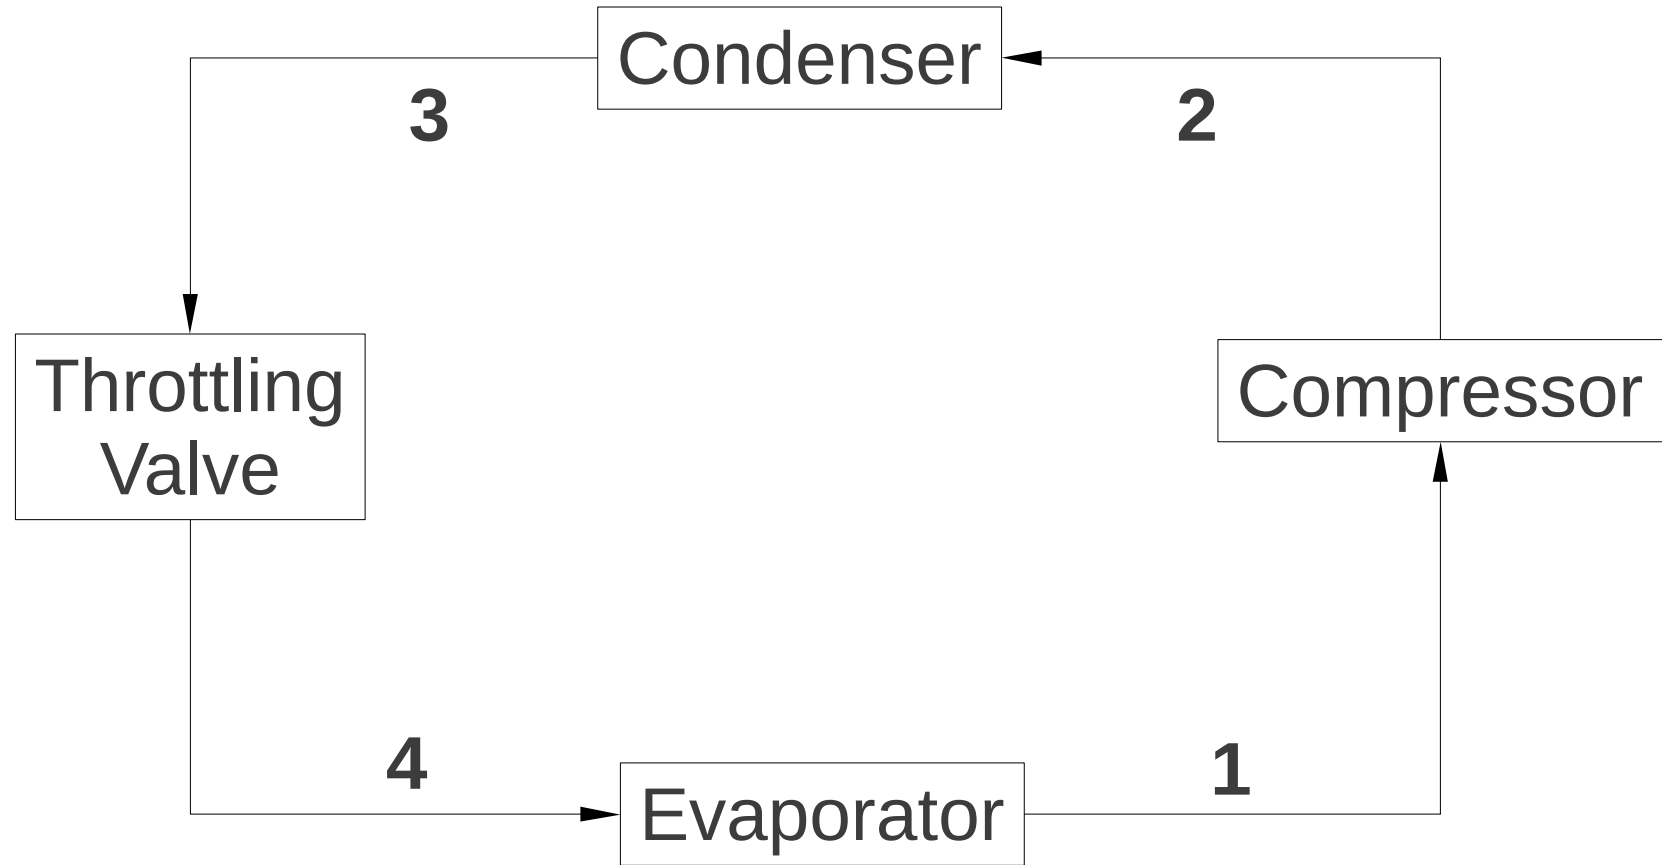 Condenser
3
2
Throttling
Valve
Compressor
4
1
Evaporator